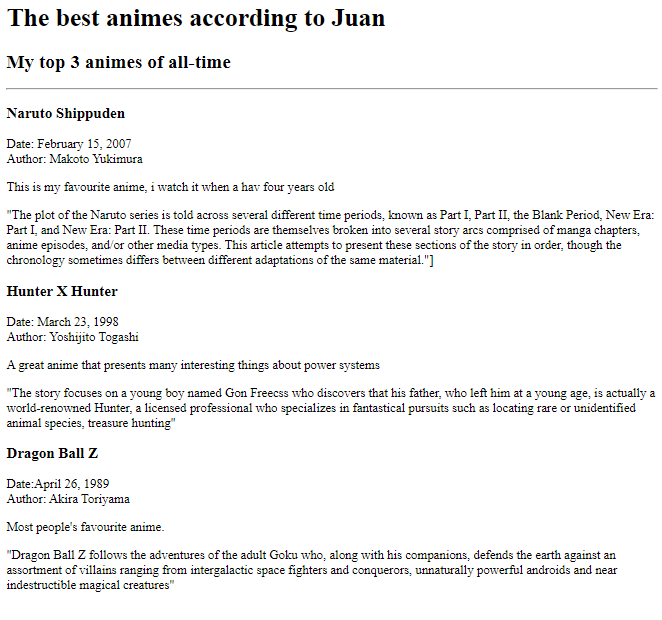 The best animes according to Juan
My top 3 animes of all-time
Naruto Shippuden
Date: February 15, 2007
Author: Makoto Yukimura
This is my favourite anime, i watch it when a hav four years old
"The plot of the Naruto series is told across several different time periods, known as Part I, Part II, the Blank Period, New Era:
Part I, and New Era: Part II. These time periods are themselves broken into several story arcs comprised of manga chapters,
anime episodes, and/or other media types. This article attempts to present these sections of the story in order, though the
chronology sometimes differs between different adaptations of the same material."]
Hunter X Hunter
Date: March 23, 1998
Author: Yoshijito Togashi
A great anime that presents many interesting things about power systems
"The story focuses on a young boy named Gon Freecss who discovers that his father, who left him at a young age, is actually a
world-renowned Hunter, a licensed professional who specializes in fantastical pursuits such as locating rare or unidentified
animal species, treasure hunting"
Dragon Ball Z
Date:April 26, 1989
Author: Akira Toriyama
Most people's favourite anime.
"Dragon Ball Z follows the adventures of the adult Goku who, along with his companions, defends the earth against an
assortment of villains ranging from intergalactic space fighters and conquerors, unnaturally powerful androids and near
indestructible magical creatures"